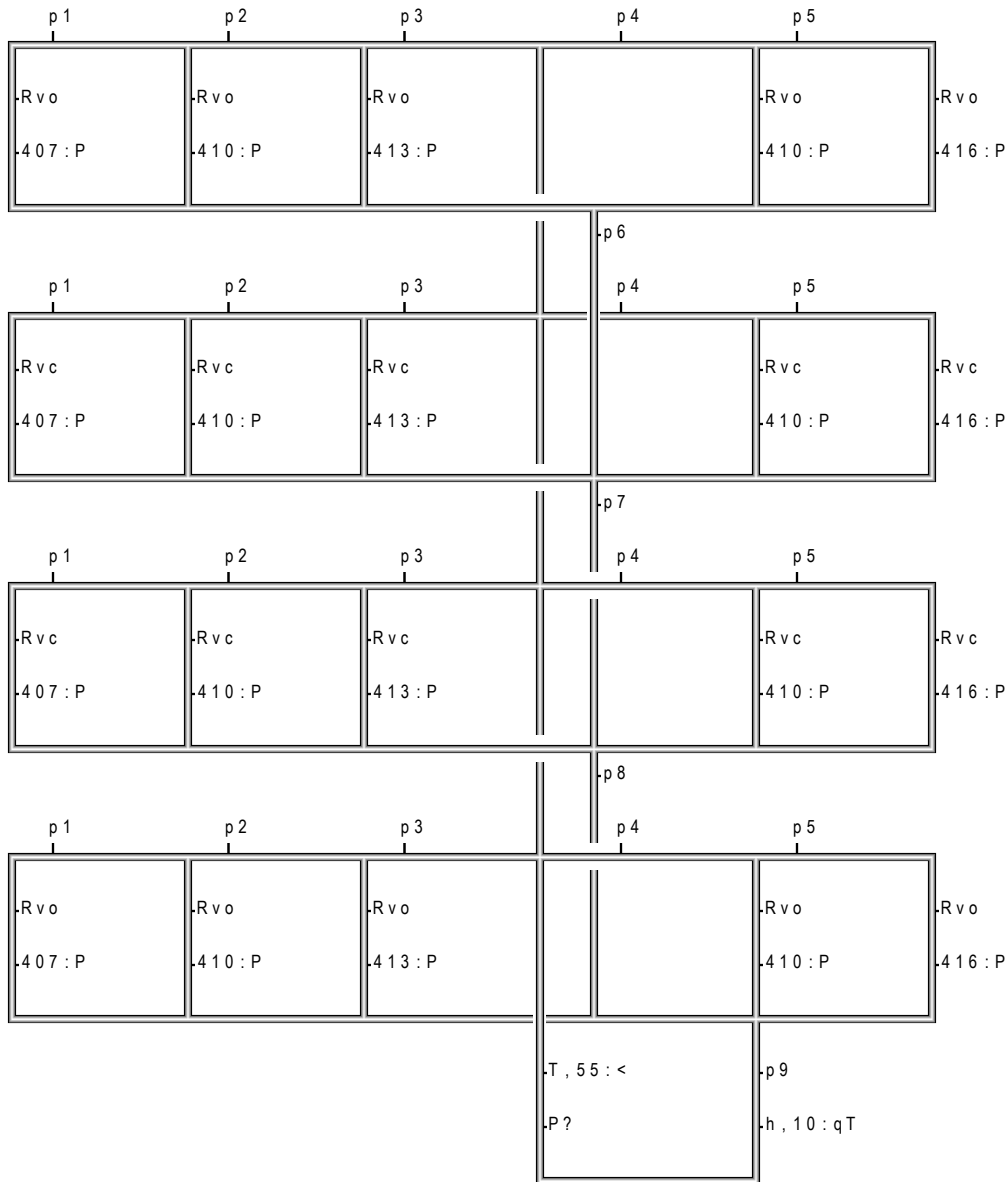 p1 p2 p3 p4 p5
Rvo Rvo Rvo Rvo Rvo
407:P 410:P 413:P 410:P 416:P
p6
p1 p2 p3 p4 p5
Rvc Rvc Rvc Rvc Rvc
407:P 410:P 413:P 410:P 416:P
p7
p1 p2 p3 p4 p5
Rvc Rvc Rvc Rvc Rvc
407:P 410:P 413:P 410:P 416:P
p8
p1 p2 p3 p4 p5
Rvo Rvo Rvo Rvo Rvo
407:P 410:P 413:P 410:P 416:P
T,55:< p9
P? h,10:qT